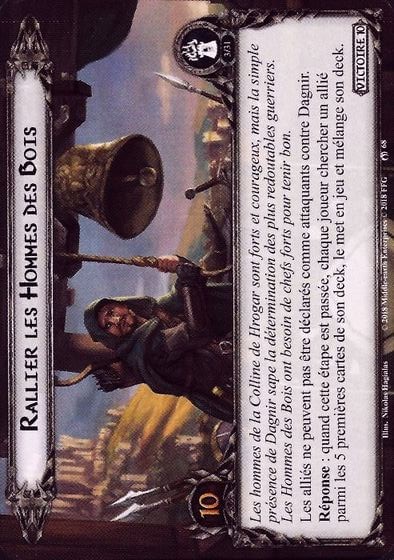 RALLIER LES HOMMES DES BOIS
3/31
10
Les hommes de la Colline de Hrogar sont forts et courageux, mais la simple
présence de Dagnir sape la détermination des plus redoutables guerriers.
Les Hommes des Bois ont besoin de chefs forts pour tenir bon.
Les alliés ne peuvent pas être déclarés comme attaquants contre Dagnir.
Réponse : quand cette étape est passée, chaque joueur chercher un allié
parmi les 5 premières cartes de son deck, le met en jeu et mélange son deck.
VICTOIRE 10
Illus. Nikolas Hagialas
© 2018 Middle-earth Enterprises © 2018 FFG
68